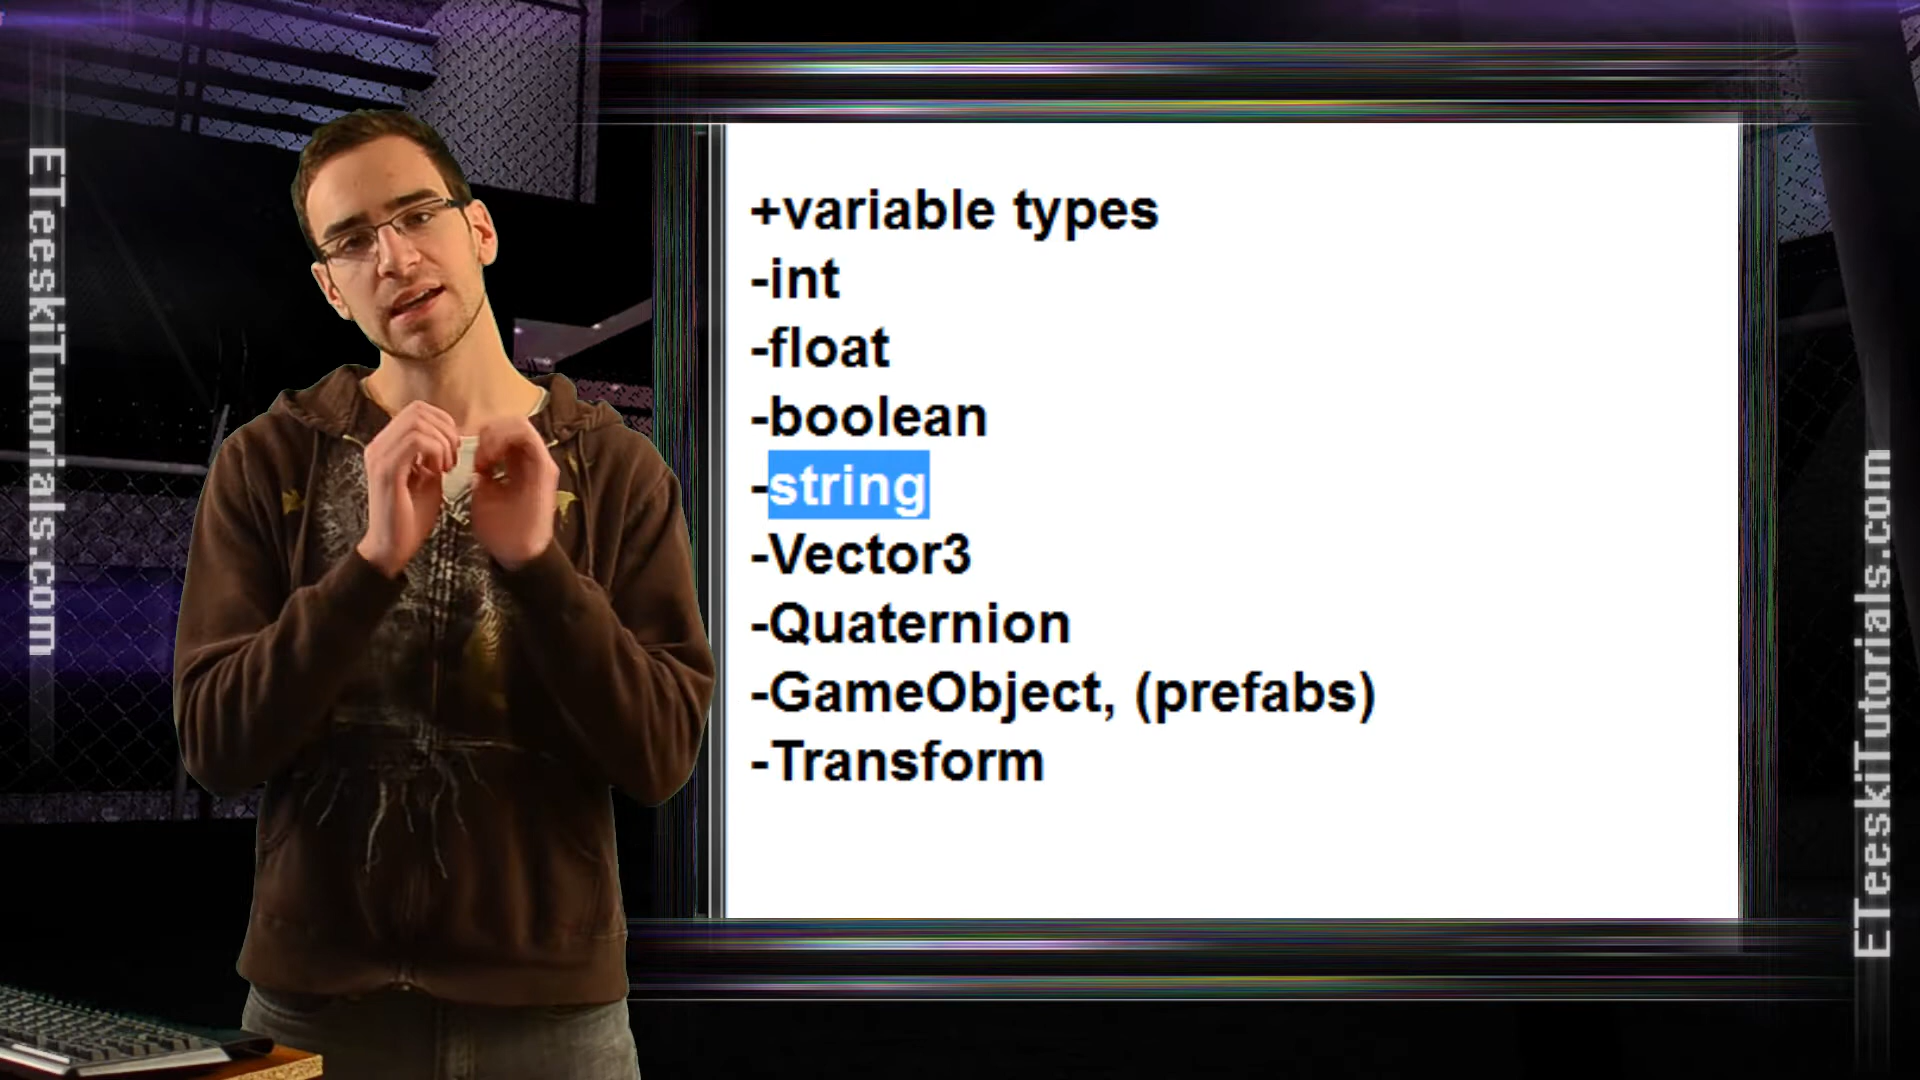 ETeeskiTutorials.com
+variable types
-int
-float
-boolean
-string
-Vector3
-Quaternion
-GameObject, (prefabs)
-Transform
ETeeskiTutorials.com